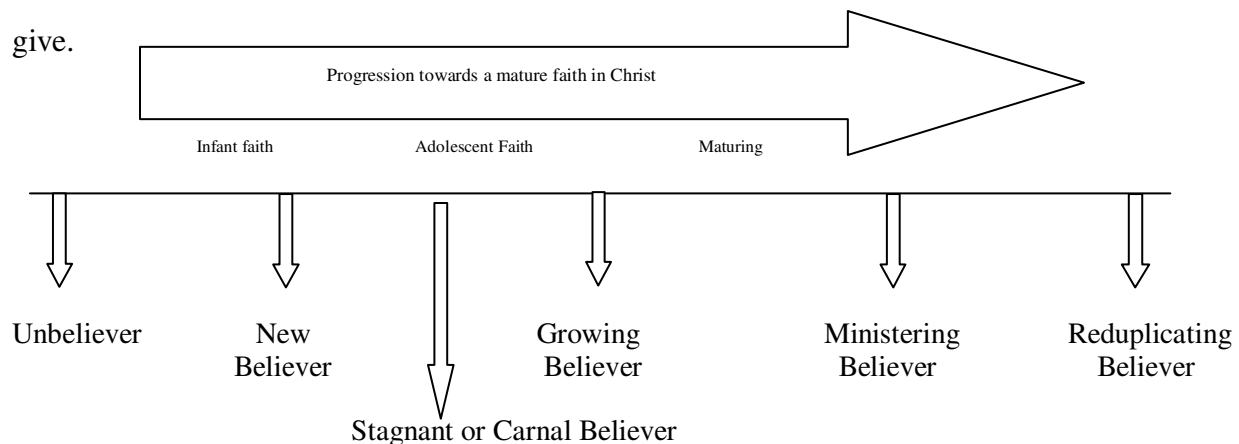 give.
Progression towards a mature faith in Christ
Infant faith
Adolescent Faith
Maturing
Unbeliever
New
Believer
Growing
Believer
Ministering
Believer
Reduplicating
Believer
Stagnant or Carnal Believer